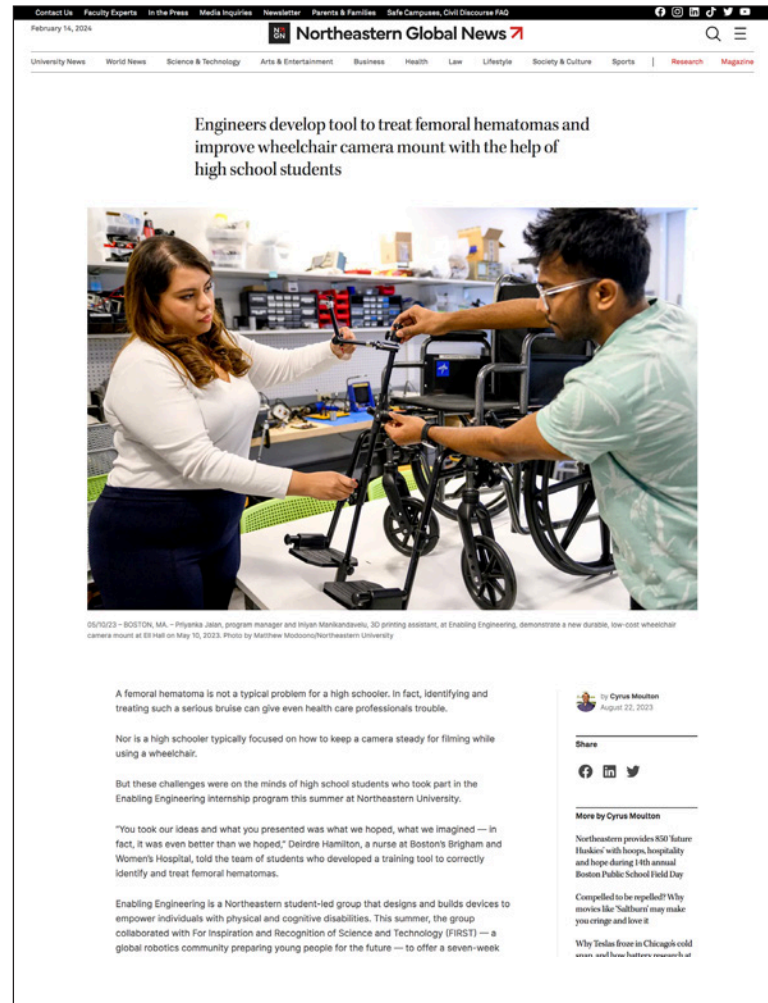 Contact Us Faculty Experts In the Press Media Inquiries Newsletter Parents & Families Safe Campuses, Civil Discourse FAQ
February 14, 2024
Northeastern Global News
University News World News Science & Technology Arts & Entertainment Business Health Law Lifestyle Society & Culture Sports | Research Magazine
Engineers develop tool to treat femoral hematomas and
improve wheelchair camera mount with the help of
high school students
05/10/23 – BOSTON, MA. – Priyanka Jalan, program manager and Iniyan Manikandavelu, 3D printing assistant, at Enabling Engineering, demonstrate a new durable, low-cost wheelchair
camera mount at Ell Hall on May 10, 2023. Photo by Matthew Modoono/Northeastern University
A femoral hematoma is not a typical problem for a high schooler. In fact, identifying and
treating such a serious bruise can give even health care professionals trouble.
Nor is a high schooler typically focused on how to keep a camera steady for filming while
using a wheelchair.
But these challenges were on the minds of high school students who took part in the
Enabling Engineering internship program this summer at Northeastern University.
“You took our ideas and what you presented was what we hoped, what we imagined — in
fact, it was even better than we hoped,” Deirdre Hamilton, a nurse at Boston’s Brigham and
Women’s Hospital, told the team of students who developed a training tool to correctly
identify and treat femoral hematomas.
Enabling Engineering is a Northeastern student-led group that designs and builds devices to
empower individuals with physical and cognitive disabilities. This summer, the group
collaborated with For Inspiration and Recognition of Science and Technology (FIRST) — a
global robotics community preparing young people for the future — to offer a seven-week
by Cyrus Moulton
August 22, 2023
Share
More by Cyrus Moulton
Northeastern provides 850 ‘future
Huskies’ with hoops, hospitality
and hope during 14th annual
Boston Public School Field Day
Compelled to be repelled? Why
movies like ‘Saltburn’ may make
you cringe and love it
Why Teslas froze in Chicago’s cold
snap, and how battery research at